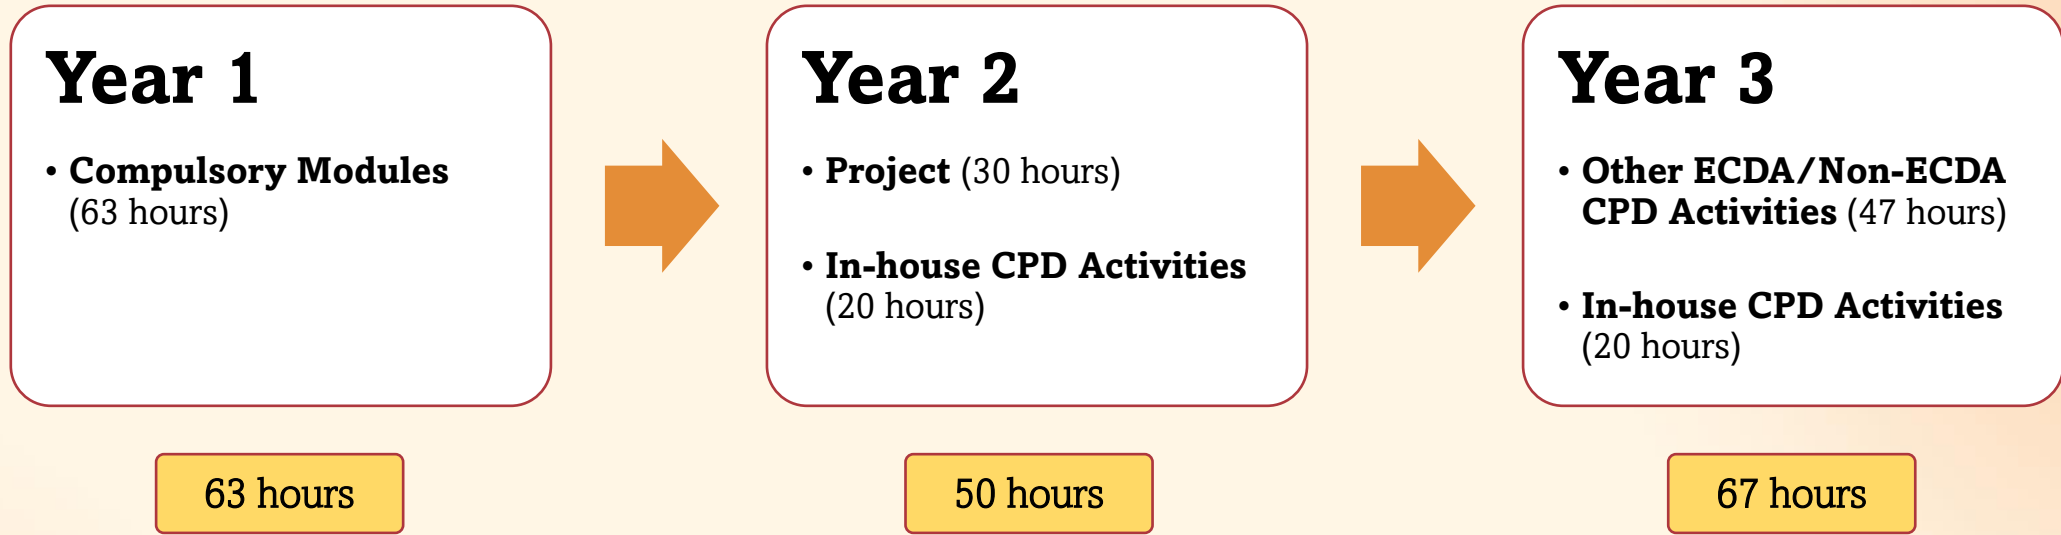 Year 1
• Compulsory Modules
(63 hours)
63 hours
Year 2
• Project (30 hours)
• In-house CPD Activities
(20 hours)
50 hours
Year 3
• Other ECDA/Non-ECDA
CPD Activities (47 hours)
• In-house CPD Activities
(20 hours)
67 hours